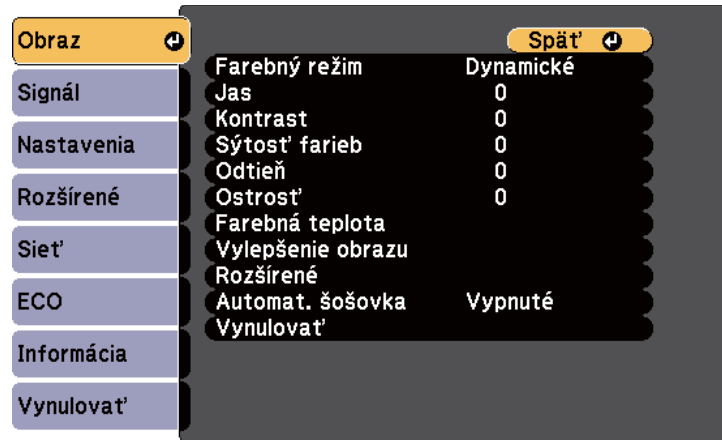 Obraz
Signál
Nastavenia
Rozšírené
Sieť
ECO
Informácia
Vynulovať
Späť
Farebný režim Dynamické
Jas 0
Kontrast 0
Sýtosť farieb 0
Odtieň 0
Ostrosť 0
Farebná teplota
Vylepšenie obrazu
Rozšírené
Automat. šošovka Vypnuté
Vynulovať